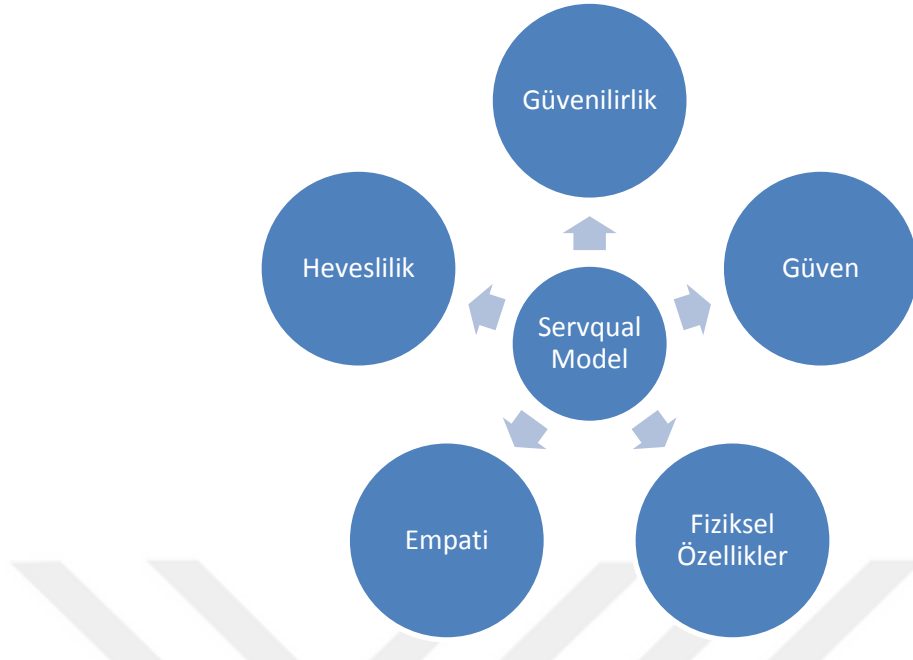 Güvenilirlik
Heveslilik
Güven
Servqual
Model
Empati
Fiziksel
Özellikler